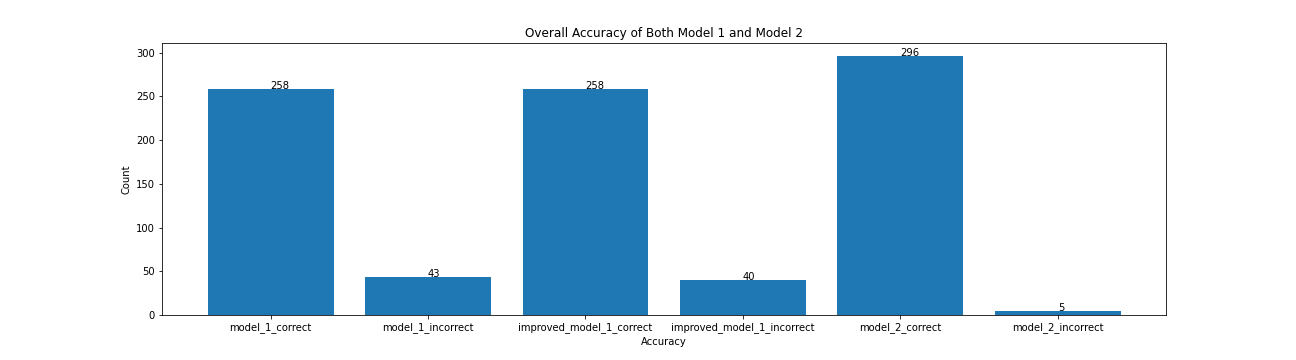 Overall Accuracy of Both Model 1 and Model 2
300
250
200
150
100
50
0
Count
258
43
258
40
296
5
model_1_correct
model_1_incorrect
improved_model_1_correct
improved_model_1_incorrect
model_2_correct
model_2_incorrect
Accuracy